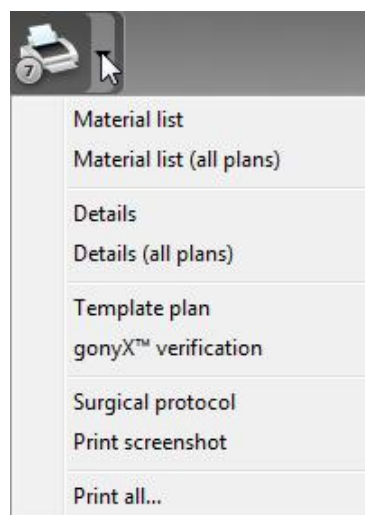 7
Material list
Material list (all plans)
Details
Details (all plans)
Template plan
gonyX™ verification
Surgical protocol
Print screenshot
Print all...